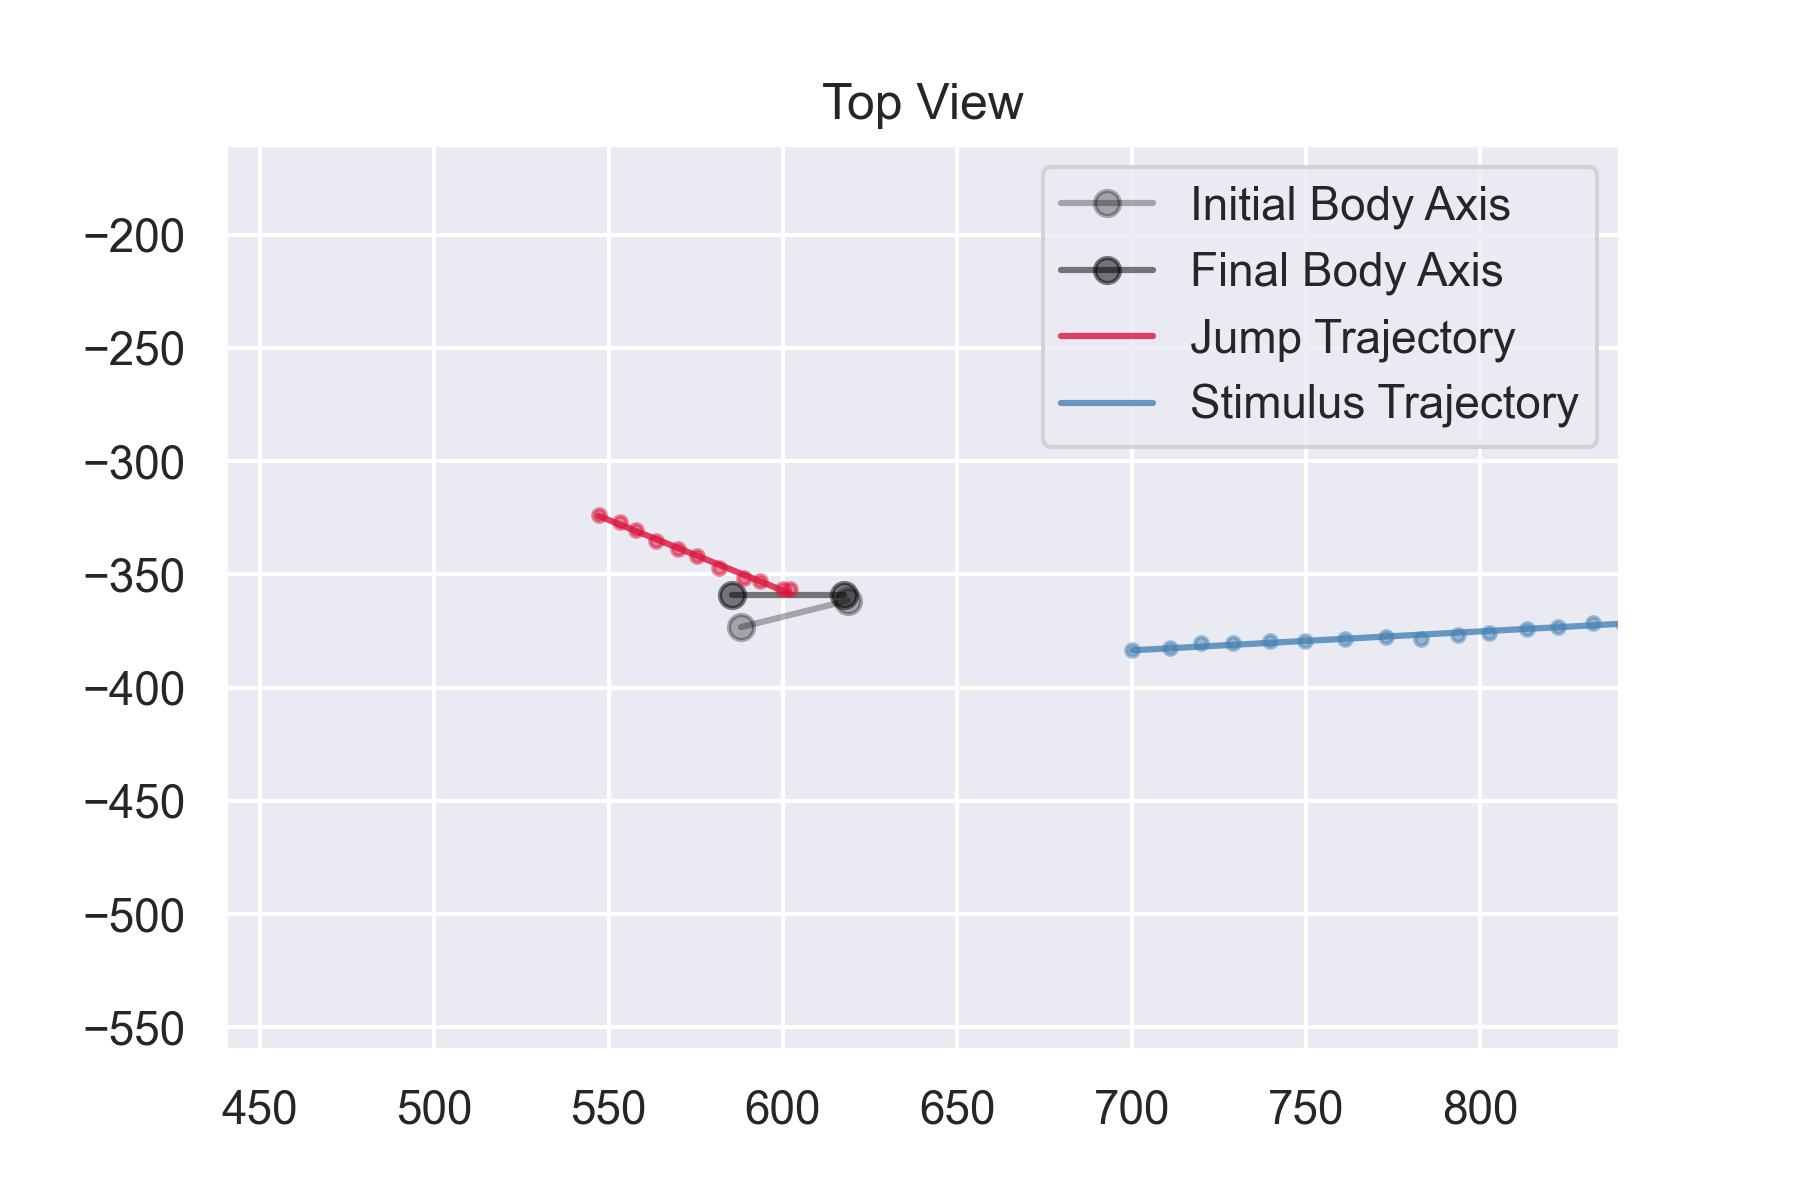 Top View
Initial Body Axis
Final Body Axis
Jump Trajectory
Stimulus Trajectory
−200
−250
−300
−350
−400
−450
−500
−550
450 500 550 600 650 700 750 800